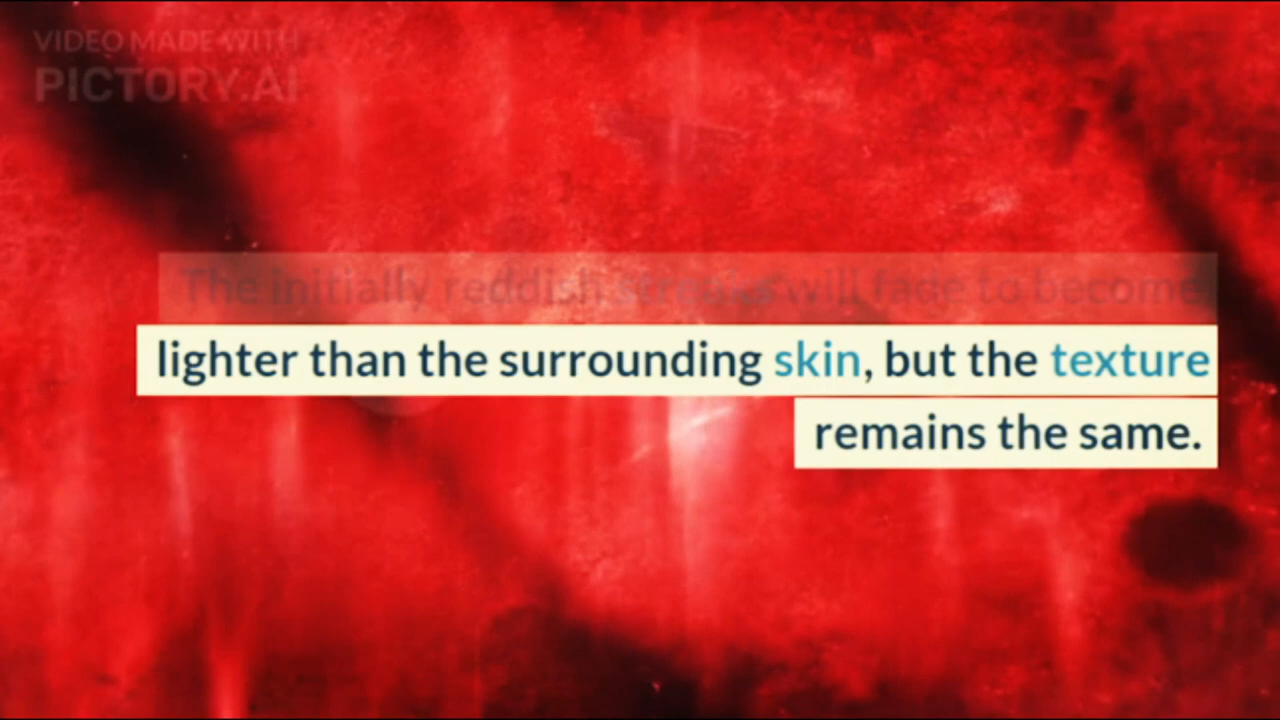 VIDEO MADE WITH
PICTORY.AI
The initially reddish streaks will fade to become
lighter than the surrounding skin, but the texture
remains the same.